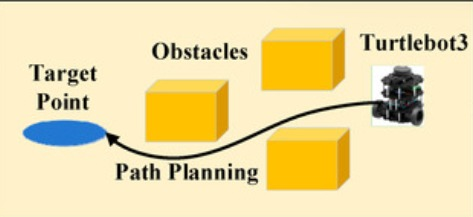 Obstacles
Turtlebot3
Target
Point
Path Planning